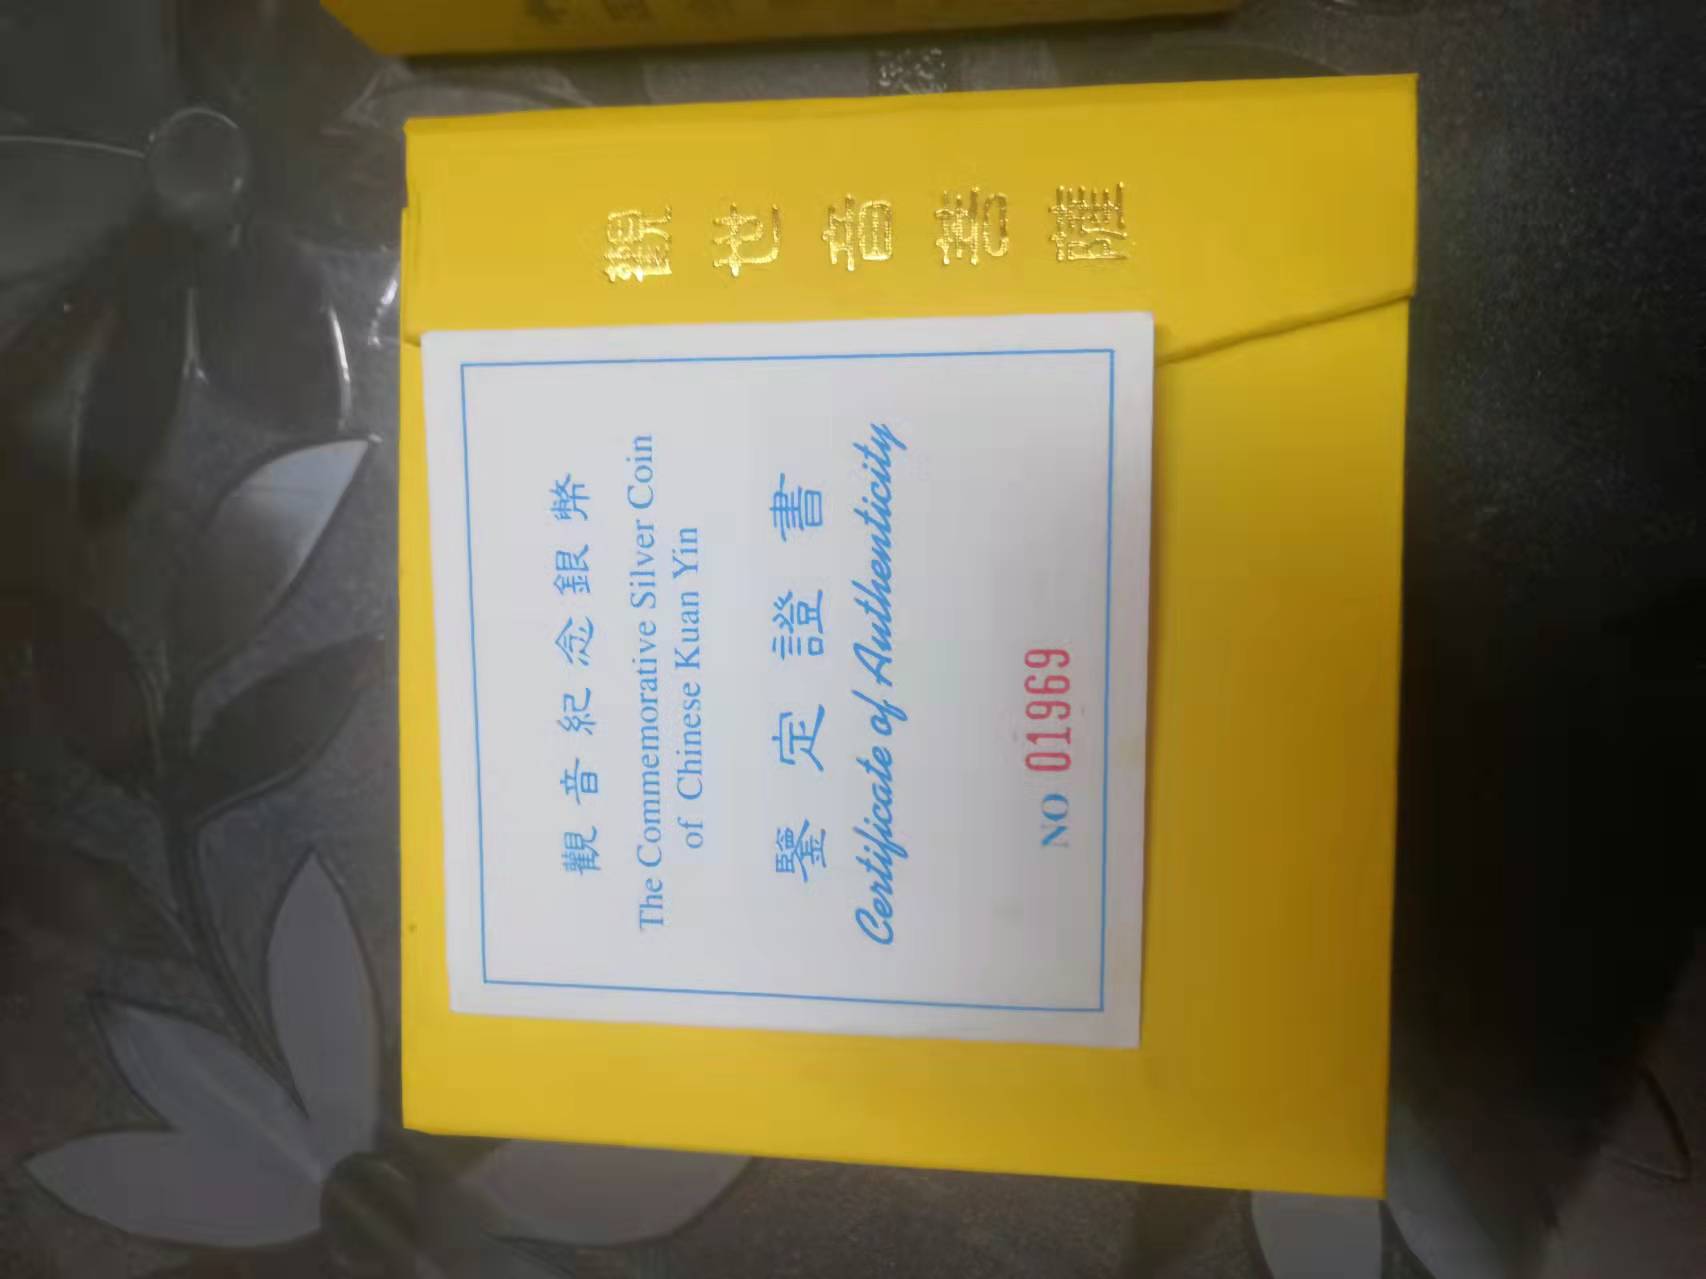 觀世音菩薩
觀音紀念銀幣
The Commemorative Silver Coin
of Chinese Kuan Yin
鑒定證書
Certificate of Authenticity
NO 01969